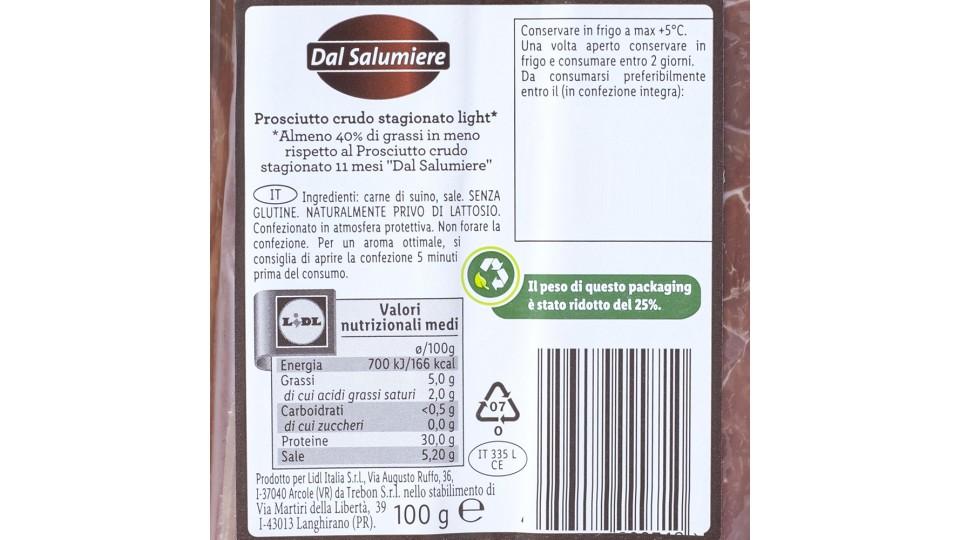 Dal Salumiere
Prosciutto crudo stagionato light*
*Almeno 40% di grassi in meno
rispetto al Prosciutto crudo
stagionato 11 mesi "Dal Salumiere"
IT Ingredienti: carne di suino, sale. SENZA
GLUTINE. NATURALMENTE PRIVO DI LATTOSIO.
Confezionato in atmosfera protettiva. Non forare la
confezione. Per un aroma ottimale, si
consiglia di aprire la confezione 5 minuti
prima del consumo.
Conservare in frigo a max +5°C.
Una volta aperto conservare in
frigo e consumare entro 2 giorni.
Da consumarsi preferibilmente
entro il (in confezione integra):
Il peso di questo packaging
è stato ridotto del 25%.
LIDL
Valori
nutrizionali medi
ø/100g
Energia 700 kJ/166 kcal
Grassi 5,0 g
di cui acidi grassi saturi 2,0 g
Carboidrati <0,5 g
di cui zuccheri 0,0 g
Proteine 30,0 g
Sale 5,20 g
07
O
IT 335 L
CE
Prodotto per Lidl Italia S.r.l., Via Augusto Ruffo, 36,
I-37040 Arcole (VR) da Trebon S.r.l. nello stabilimento di
Via Martiri della Libertà, 39
I-43013 Langhirano (PR).
100 g e